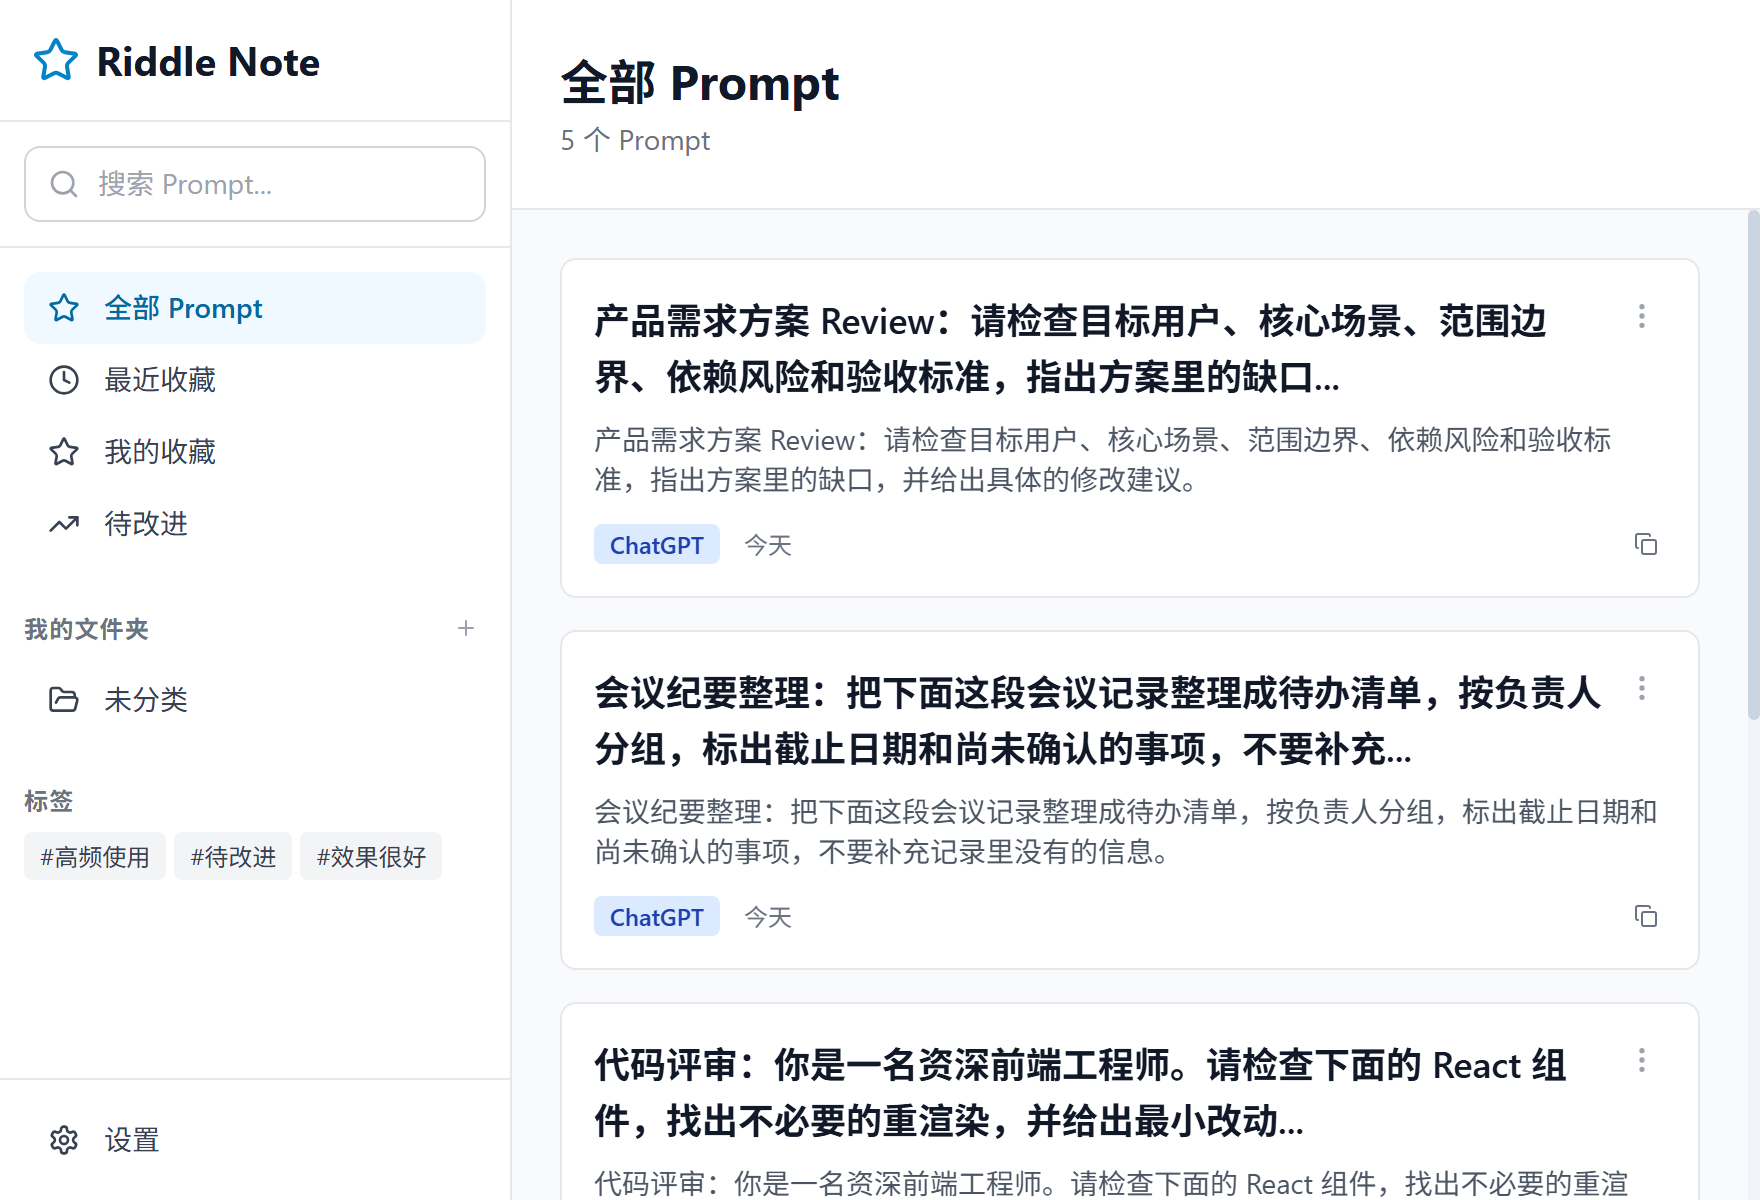 Riddle Note
搜索 Prompt...
全部 Prompt
最近收藏
我的收藏
待改进
我的文件夹
未分类
标签
#高频使用 #待改进 #效果很好
设置
全部 Prompt
5 个 Prompt
产品需求方案 Review：请检查目标用户、核心场景、范围边
界、依赖风险和验收标准，指出方案里的缺口...
产品需求方案 Review：请检查目标用户、核心场景、范围边界、依赖风险和验收标
准，指出方案里的缺口，并给出具体的修改建议。
ChatGPT 今天
会议纪要整理：把下面这段会议记录整理成待办清单，按负责人
分组，标出截止日期和尚未确认的事项，不要补充...
会议纪要整理：把下面这段会议记录整理成待办清单，按负责人分组，标出截止日期和
尚未确认的事项，不要补充记录里没有的信息。
ChatGPT 今天
代码评审：你是一名资深前端工程师。请检查下面的 React 组
件，找出不必要的重渲染，并给出最小改动...
代码评审：你是一名资深前端工程师。请检查下面的 React 组件，找出不必要的重渲